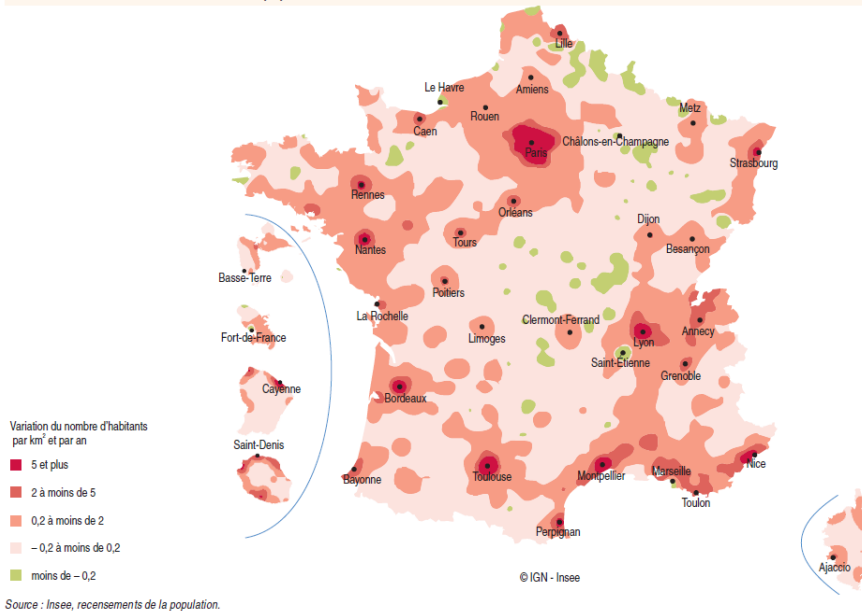 Lille
Le Havre
Amiens
Rouen
Metz
Caen
Châlons-en-Champagne
Paris
Strasbourg
Rennes
Orléans
Dijon
Nantes
Tours
Besançon
Basse-Terre
Poitiers
La Rochelle
Clermont-Ferrand
Annecy
Fort-de-France
Limoges
Lyon
Saint-Étienne
Grenoble
Cayenne
Bordeaux
Variation du nombre d'habitants
par km² et par an
Saint-Denis
5 et plus
Nice
Bayonne
Toulouse
Montpellier
Marseille
2 à moins de 5
Toulon
0,2 à moins de 2
Perpignan
– 0,2 à moins de 0,2
Ajaccio
moins de – 0,2
© IGN - Insee
Source : Insee, recensements de la population.